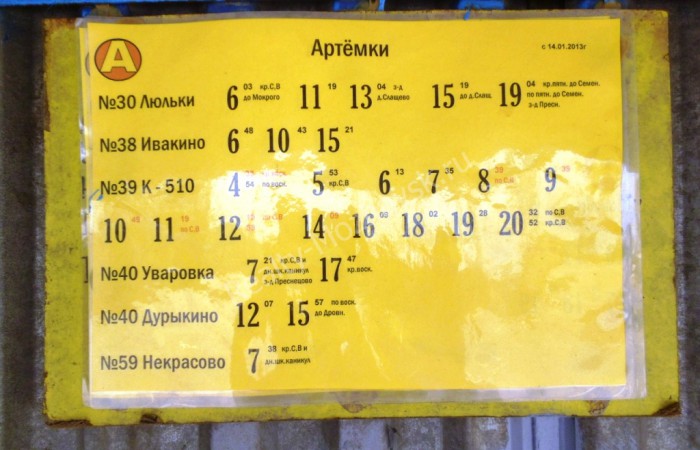 А Артёмки с 14.01.2013г
№30 Люльки 6 03 кр.С,В до Мокрого 11 19 13 04 з-д д.Слащево 15 19 до д.Слащ. 19 04 кр.пятн. до Семен. по пятн. до Семен. з-д Пресн.
№38 Ивакино 6 48 10 43 15 21
№39 К - 510 4 54 по воск. 5 53 кр.С,В 6 13 7 35 8 по С,В 9
10 45 11 по С,В 12 14 16 18 02 19 28 20 32 по С,В 52 кр.С,В
№40 Уваровка 7 21 кр.С,В и дн.шк.каникул з-д Преснецово 17 47 кр.воск.
№40 Дурыкино 12 07 15 57 по воск. до Дровн.
№59 Некрасово 7 38 кр.С,В и дн.шк.каникул